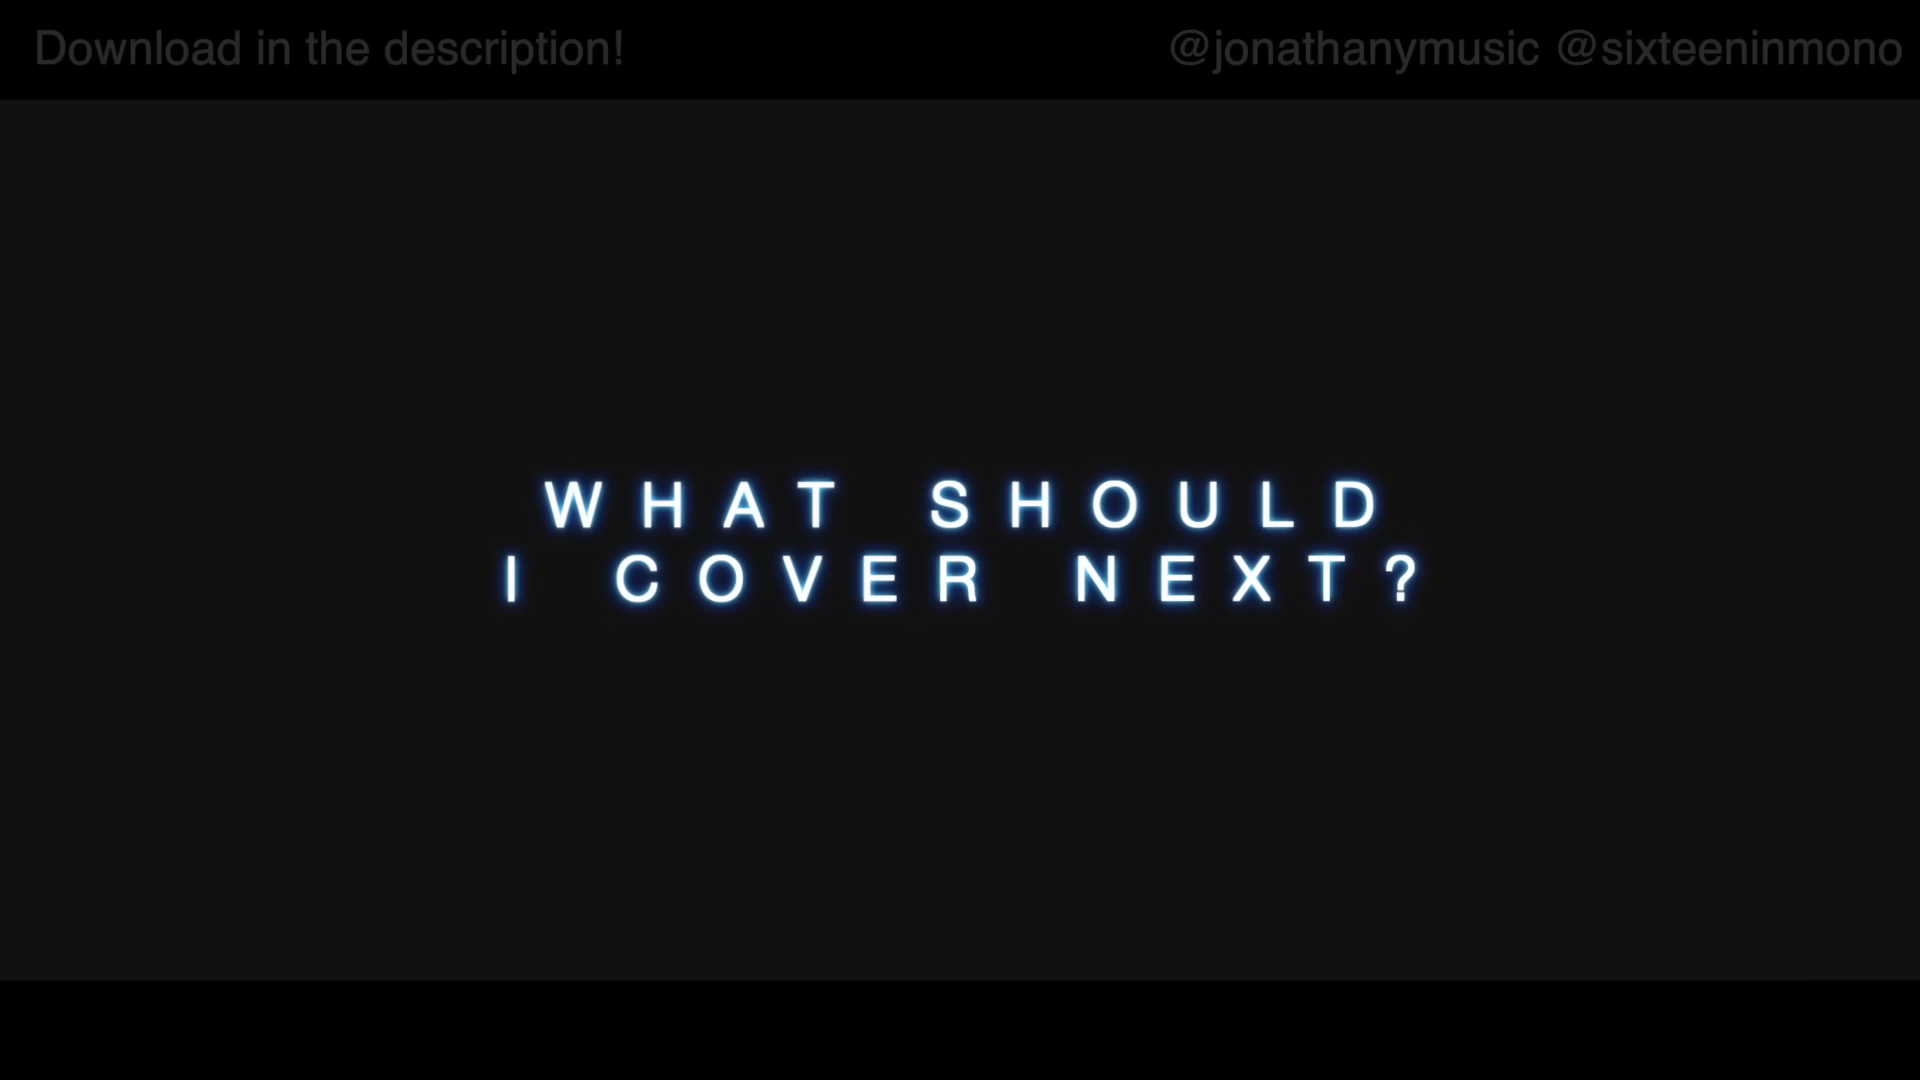 Download in the description!
@jonathanymusic @sixteeninmono
WHAT SHOULD
I COVER NEXT?